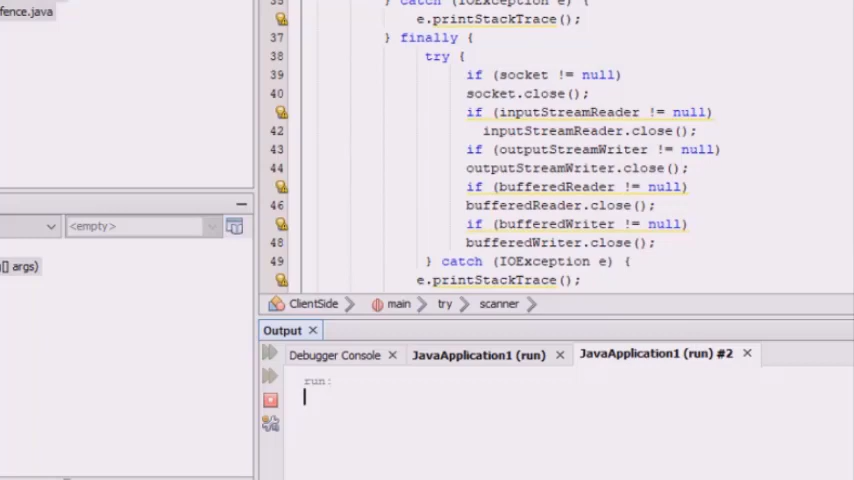 fence.java
<empty>
[] args)
35
} catch (IOException e) {
e.printStackTrace();
37 } finally {
38 try {
39 if (socket != null)
40 socket.close();
if (inputStreamReader != null)
42 inputStreamReader.close();
43 if (outputStreamWriter != null)
44 outputStreamWriter.close();
if (bufferedReader != null)
46 bufferedReader.close();
if (bufferedWriter != null)
48 bufferedWriter.close();
49 } catch (IOException e) {
e.printStackTrace();
ClientSide main try scanner
Output
Debugger Console JavaApplication1 (run) JavaApplication1 (run) #2
run: